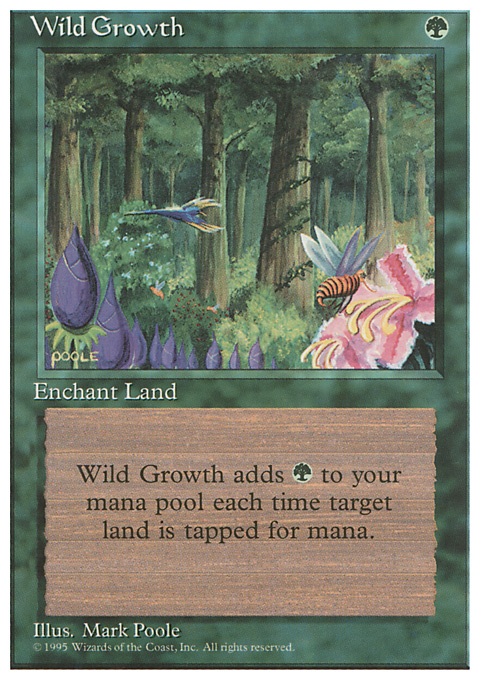 Wild Growth
POOLE
Enchant Land
Wild Growth adds to your
mana pool each time target
land is tapped for mana.
Illus. Mark Poole
© 1995 Wizards of the Coast, Inc. All rights reserved.